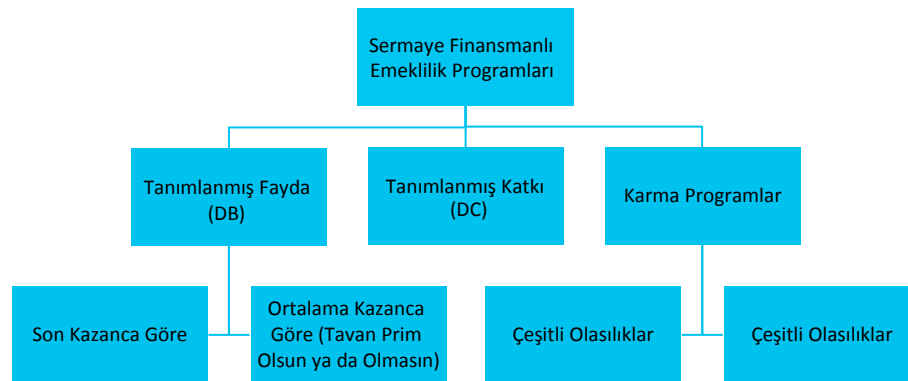 Sermaye Finansmanlı
Emeklilik Programları
Tanımlanmış Fayda
(DB)
Tanımlanmış Katkı
(DC)
Karma Programlar
Son Kazanca Göre
Ortalama Kazanca
Göre (Tavan Prim
Olsun ya da Olmasın)
Çeşitli Olasılıklar
Çeşitli Olasılıklar